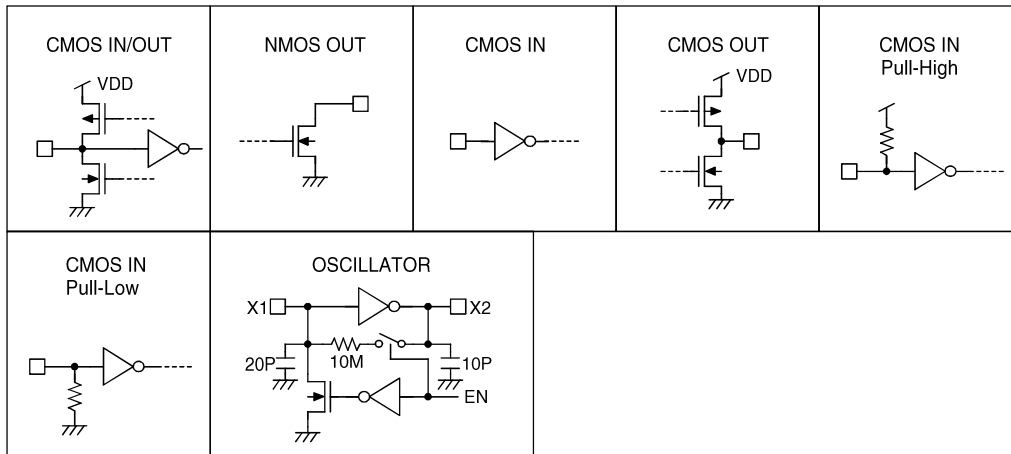 CMOS IN/OUT
VDD
NMOS OUT
CMOS IN
CMOS OUT
VDD
CMOS IN
Pull-High
CMOS IN
Pull-Low
OSCILLATOR
X1
X2
20P
10M
10P
EN